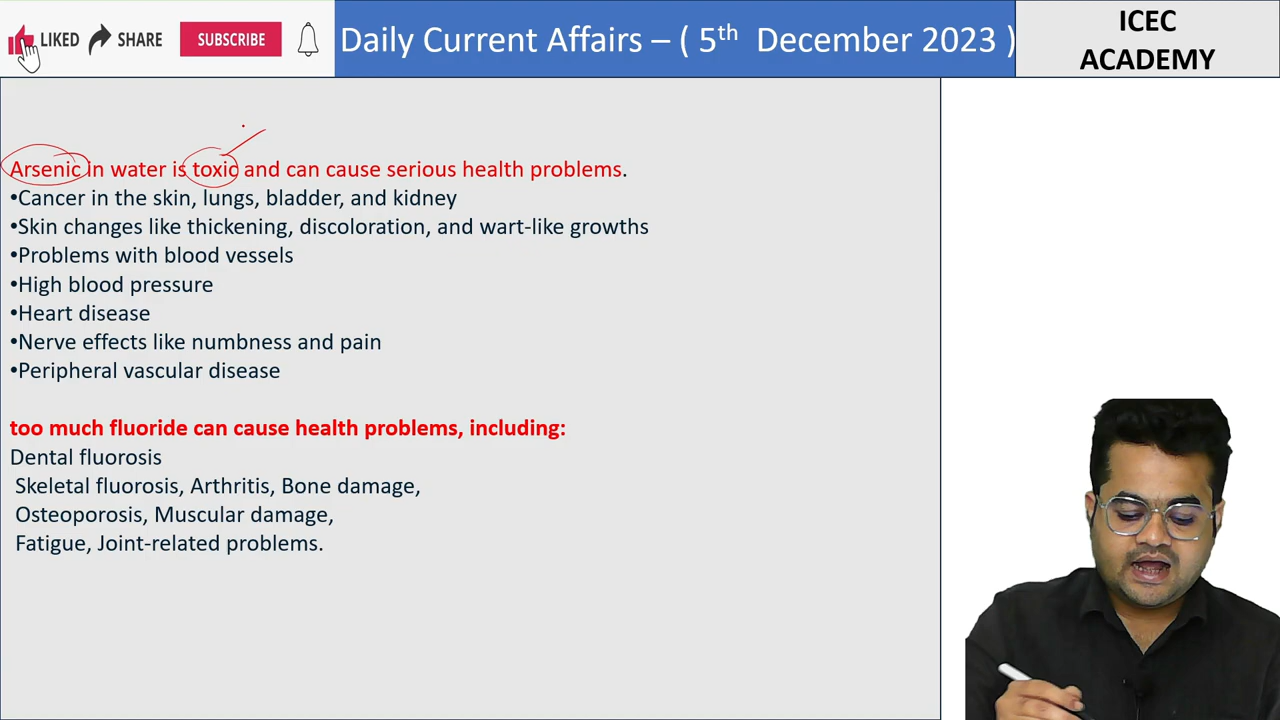 LIKED SHARE SUBSCRIBE
Daily Current Affairs – ( 5th December 2023 )
ICEC
ACADEMY
Arsenic in water is toxic and can cause serious health problems.
•Cancer in the skin, lungs, bladder, and kidney
•Skin changes like thickening, discoloration, and wart-like growths
•Problems with blood vessels
•High blood pressure
•Heart disease
•Nerve effects like numbness and pain
•Peripheral vascular disease
too much fluoride can cause health problems, including:
Dental fluorosis
Skeletal fluorosis, Arthritis, Bone damage,
Osteoporosis, Muscular damage,
Fatigue, Joint-related problems.